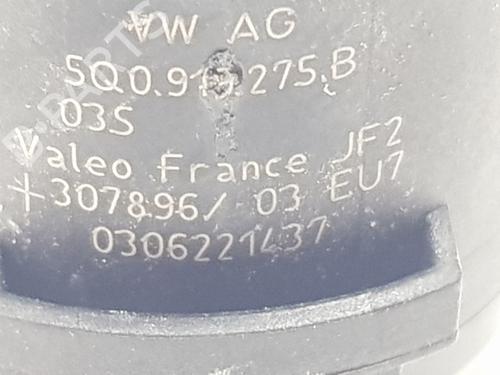 VW AG
5Q0.919.275.B
03S
Valeo France JF2
+307896/ 03 EU7
0306221437